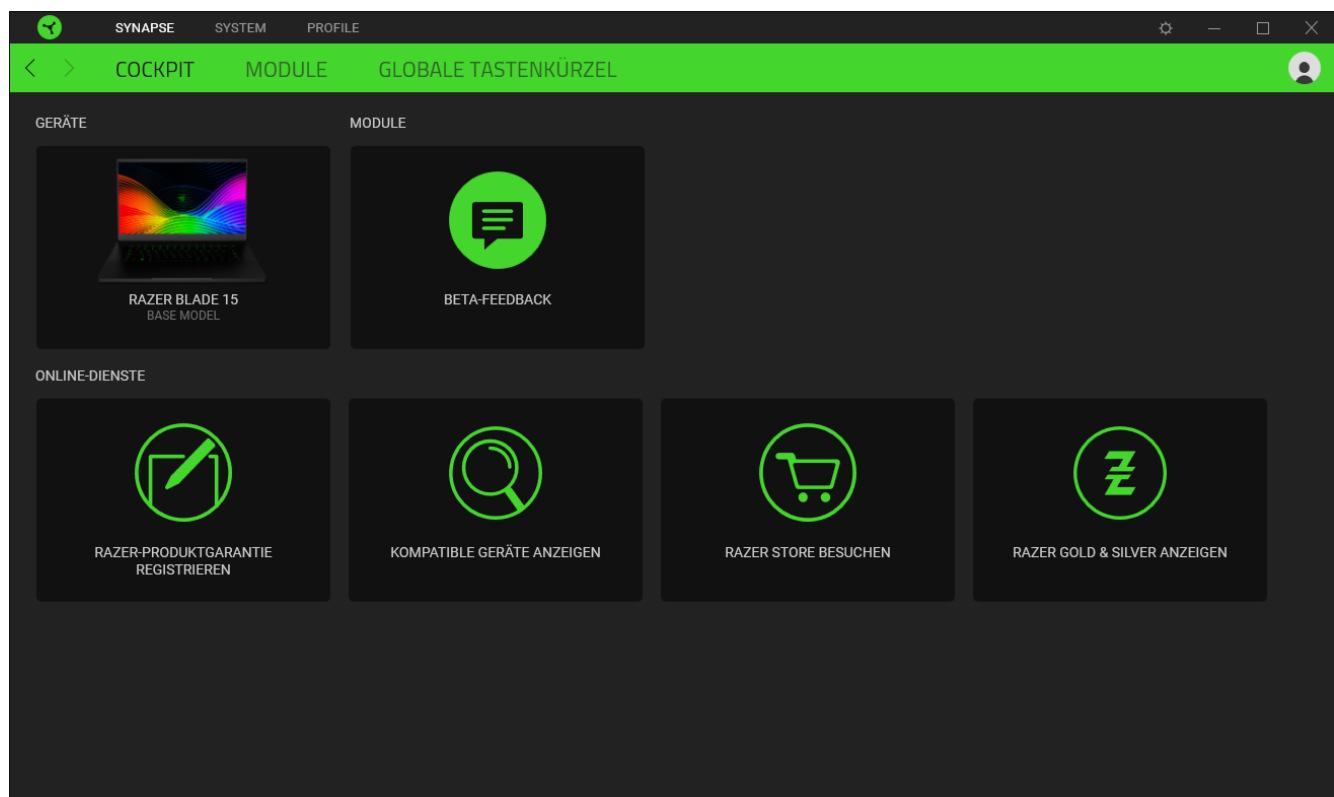 SYNAPSE SYSTEM PROFILE
COCKPIT MODULE GLOBALE TASTENKÜRZEL
GERÄTE
MODULE
RAZER BLADE 15
BASE MODEL
BETA-FEEDBACK
ONLINE-DIENSTE
RAZER-PRODUKTGARANTIE
REGISTRIEREN
KOMPATIBLE GERÄTE ANZEIGEN
RAZER STORE BESUCHEN
RAZER GOLD & SILVER ANZEIGEN